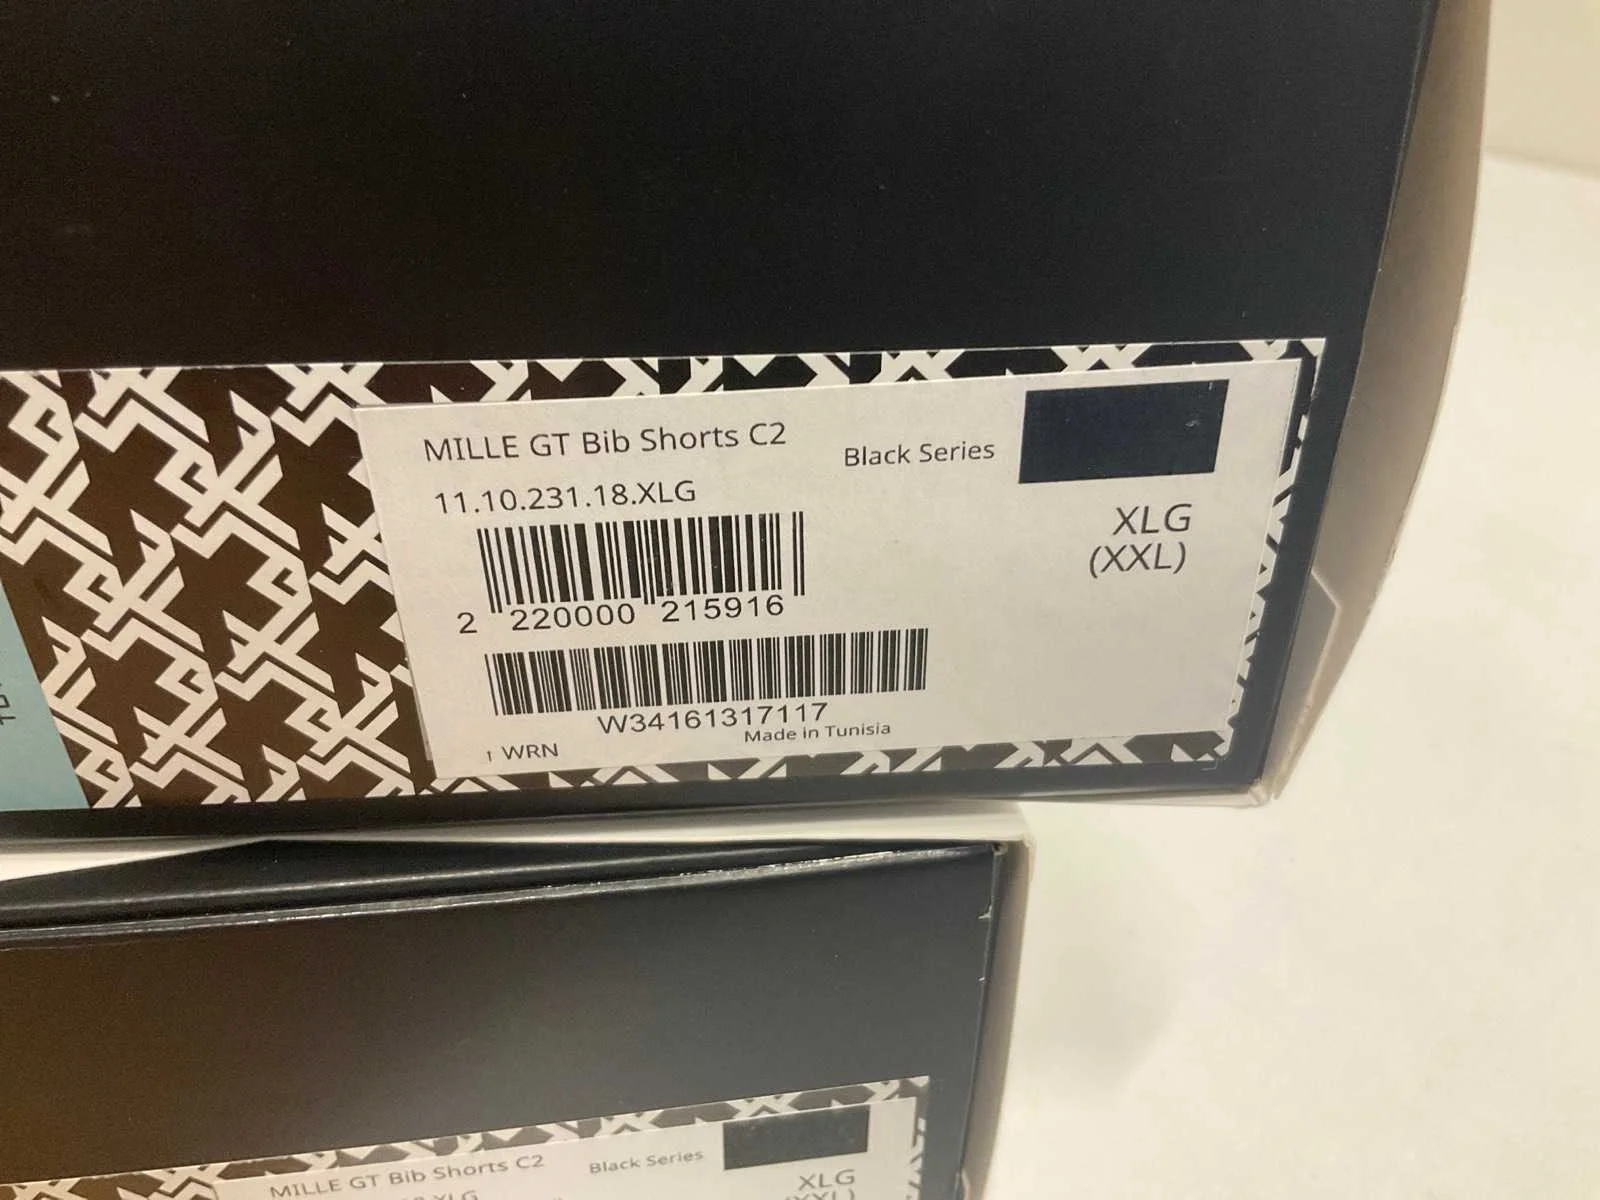 MILLE GT Bib Shorts C2
Black Series
11.10.231.18.XLG
XLG
(XXL)
2 220000 215916
W34161317117
Made in Tunisia
↑ WRN
MILLE GT Bib Shorts C2
Black Series
XLG